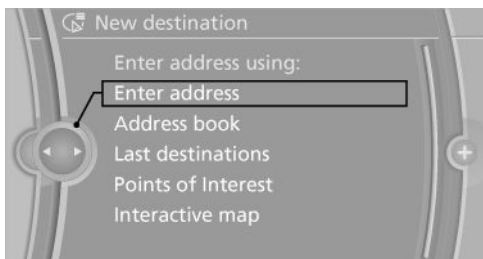 New destination
Enter address using:
Enter address
Address book
Last destinations
Points of Interest
Interactive map